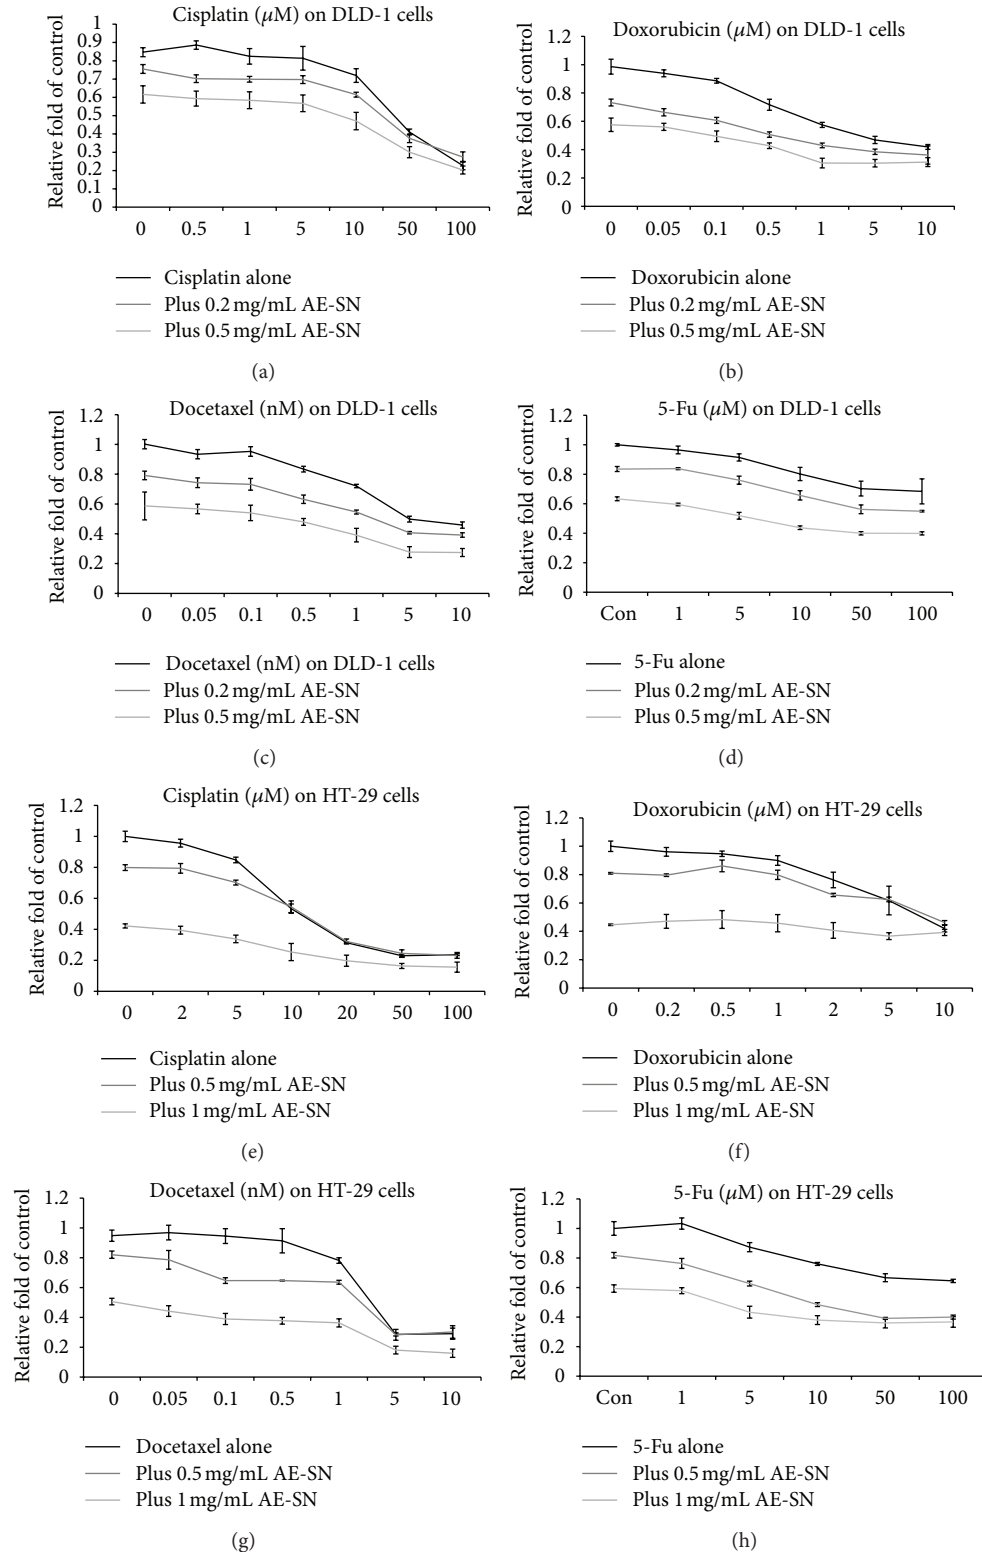 Cisplatin (μM) on DLD-1 cells
Relative fold of control
1
0.9
0.8
0.7
0.6
0.5
0.4
0.3
0.2
0.1
0
0 0.5 1 5 10 50 100
Cisplatin alone
Plus 0.2 mg/mL AE-SN
Plus 0.5 mg/mL AE-SN
(a)
Doxorubicin (μM) on DLD-1 cells
Relative fold of control
1.2
1
0.8
0.6
0.4
0.2
0
0 0.05 0.1 0.5 1 5 10
Doxorubicin alone
Plus 0.2 mg/mL AE-SN
Plus 0.5 mg/mL AE-SN
(b)
Docetaxel (nM) on DLD-1 cells
Relative fold of control
1.2
1
0.8
0.6
0.4
0.2
0
0 0.05 0.1 0.5 1 5 10
Docetaxel (nM) on DLD-1 cells
Plus 0.2 mg/mL AE-SN
Plus 0.5 mg/mL AE-SN
(c)
5-Fu (μM) on DLD-1 cells
Relative fold of control
1.2
1
0.8
0.6
0.4
0.2
0
Con 1 5 10 50 100
5-Fu alone
Plus 0.2 mg/mL AE-SN
Plus 0.5 mg/mL AE-SN
(d)
Cisplatin (μM) on HT-29 cells
Relative fold of control
1.2
1
0.8
0.6
0.4
0.2
0
0 2 5 10 20 50 100
Cisplatin alone
Plus 0.5 mg/mL AE-SN
Plus 1 mg/mL AE-SN
(e)
Doxorubicin (μM) on HT-29 cells
Relative fold of control
1.2
1
0.8
0.6
0.4
0.2
0
0 0.2 0.5 1 2 5 10
Doxorubicin alone
Plus 0.5 mg/mL AE-SN
Plus 1 mg/mL AE-SN
(f)
Docetaxel (nM) on HT-29 cells
Relative fold of control
1.2
1
0.8
0.6
0.4
0.2
0
0 0.05 0.1 0.5 1 5 10
Docetaxel alone
Plus 0.5 mg/mL AE-SN
Plus 1 mg/mL AE-SN
(g)
5-Fu (μM) on HT-29 cells
Relative fold of control
1.2
1
0.8
0.6
0.4
0.2
0
Con 1 5 10 50 100
5-Fu alone
Plus 0.5 mg/mL AE-SN
Plus 1 mg/mL AE-SN
(h)